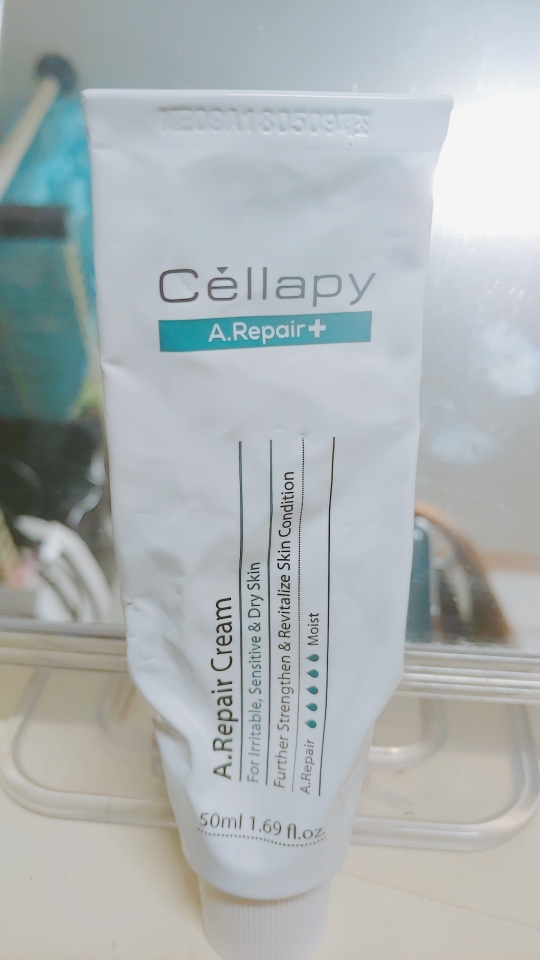 Cellapy
A.Repair+
A.Repair Cream
For Irritable, Sensitive & Dry Skin
Further Strengthen & Revitalize Skin Condition
A.Repair Moist
50ml 1.69 fl.oz